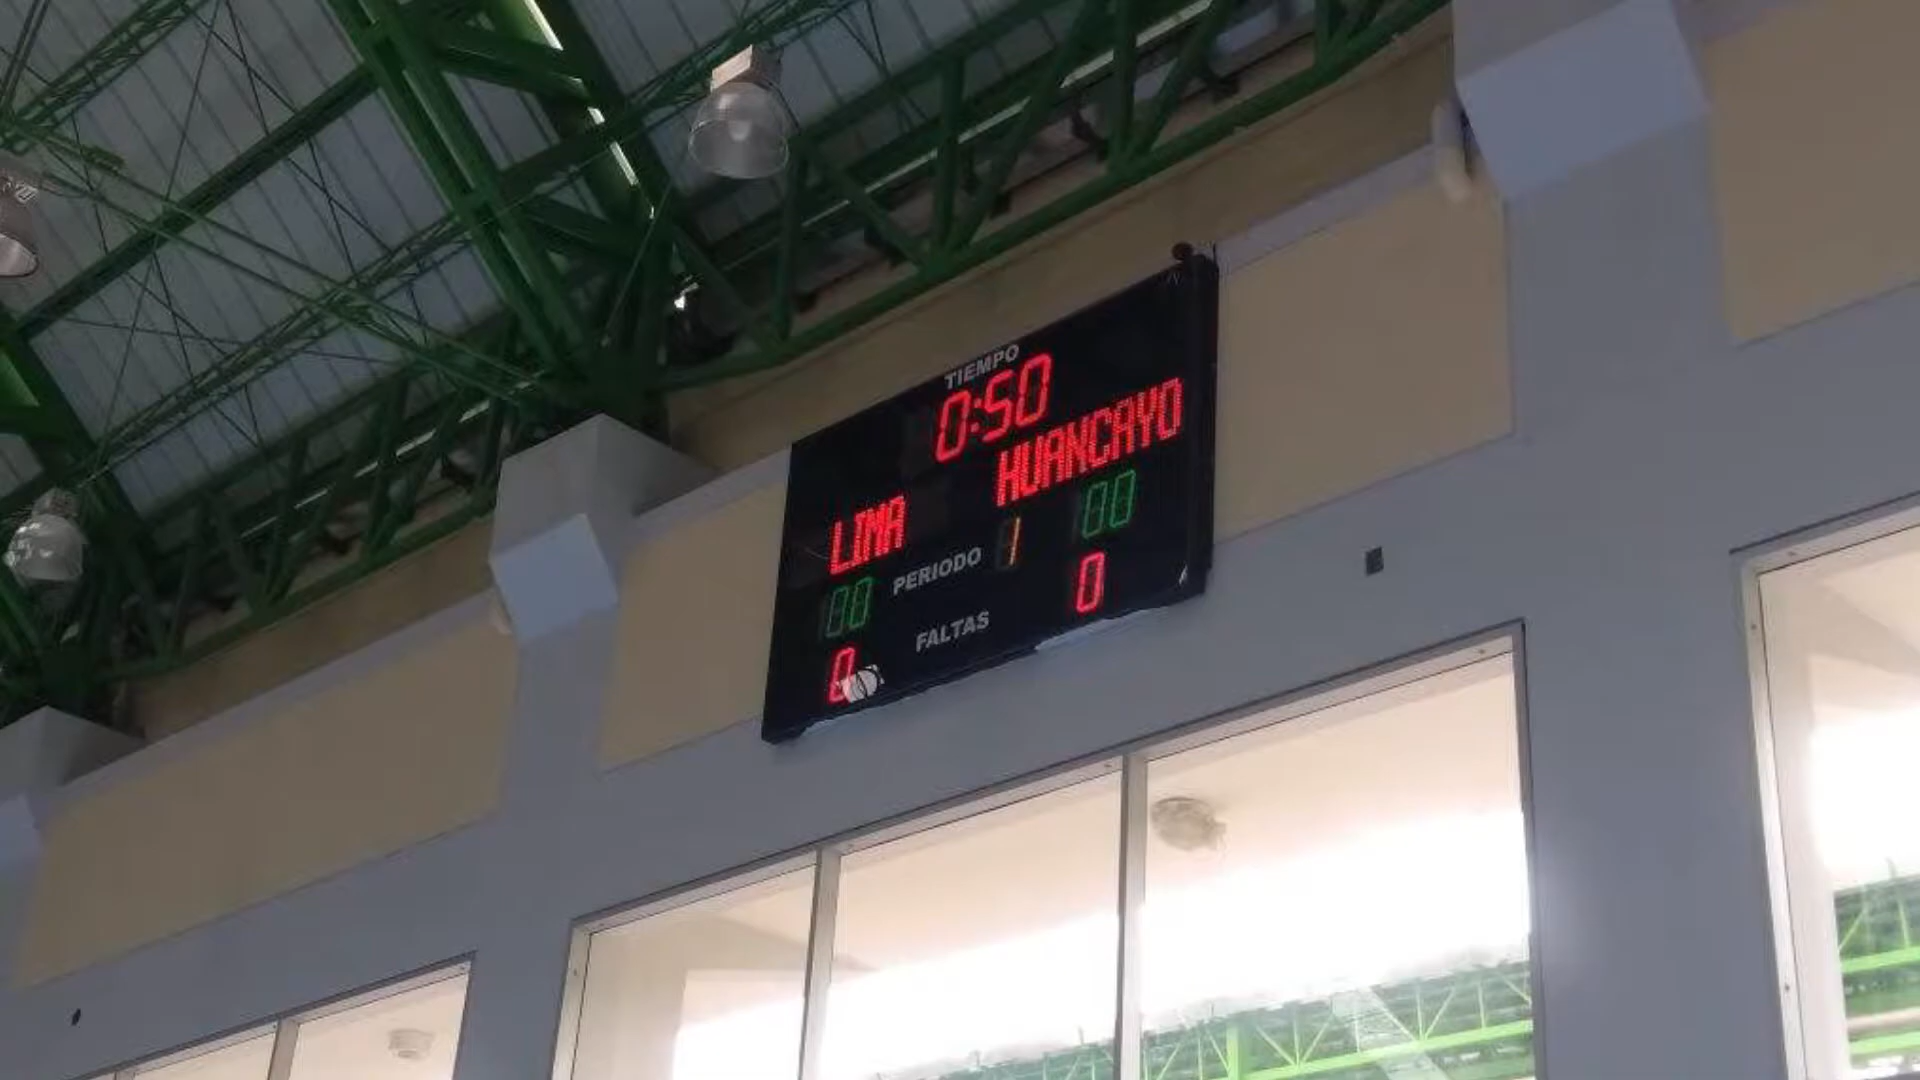 TIEMPO
0:50
LIMA HUANCAYO
00 PERIODO 1 00
0 FALTAS 0